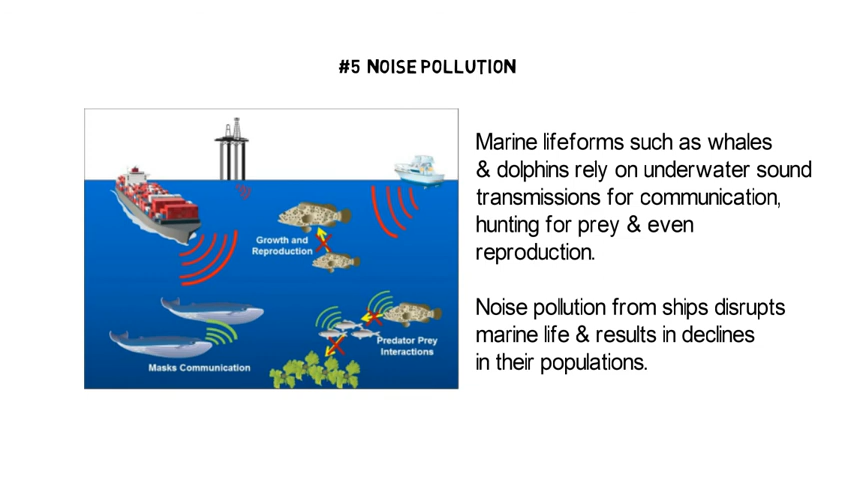 #5 NOISE POLLUTION
Growth and
Reproduction
Masks Communication
Predator Prey
Interactions
Marine lifeforms such as whales
& dolphins rely on underwater sound
transmissions for communication,
hunting for prey & even
reproduction.
Noise pollution from ships disrupts
marine life & results in declines
in their populations.